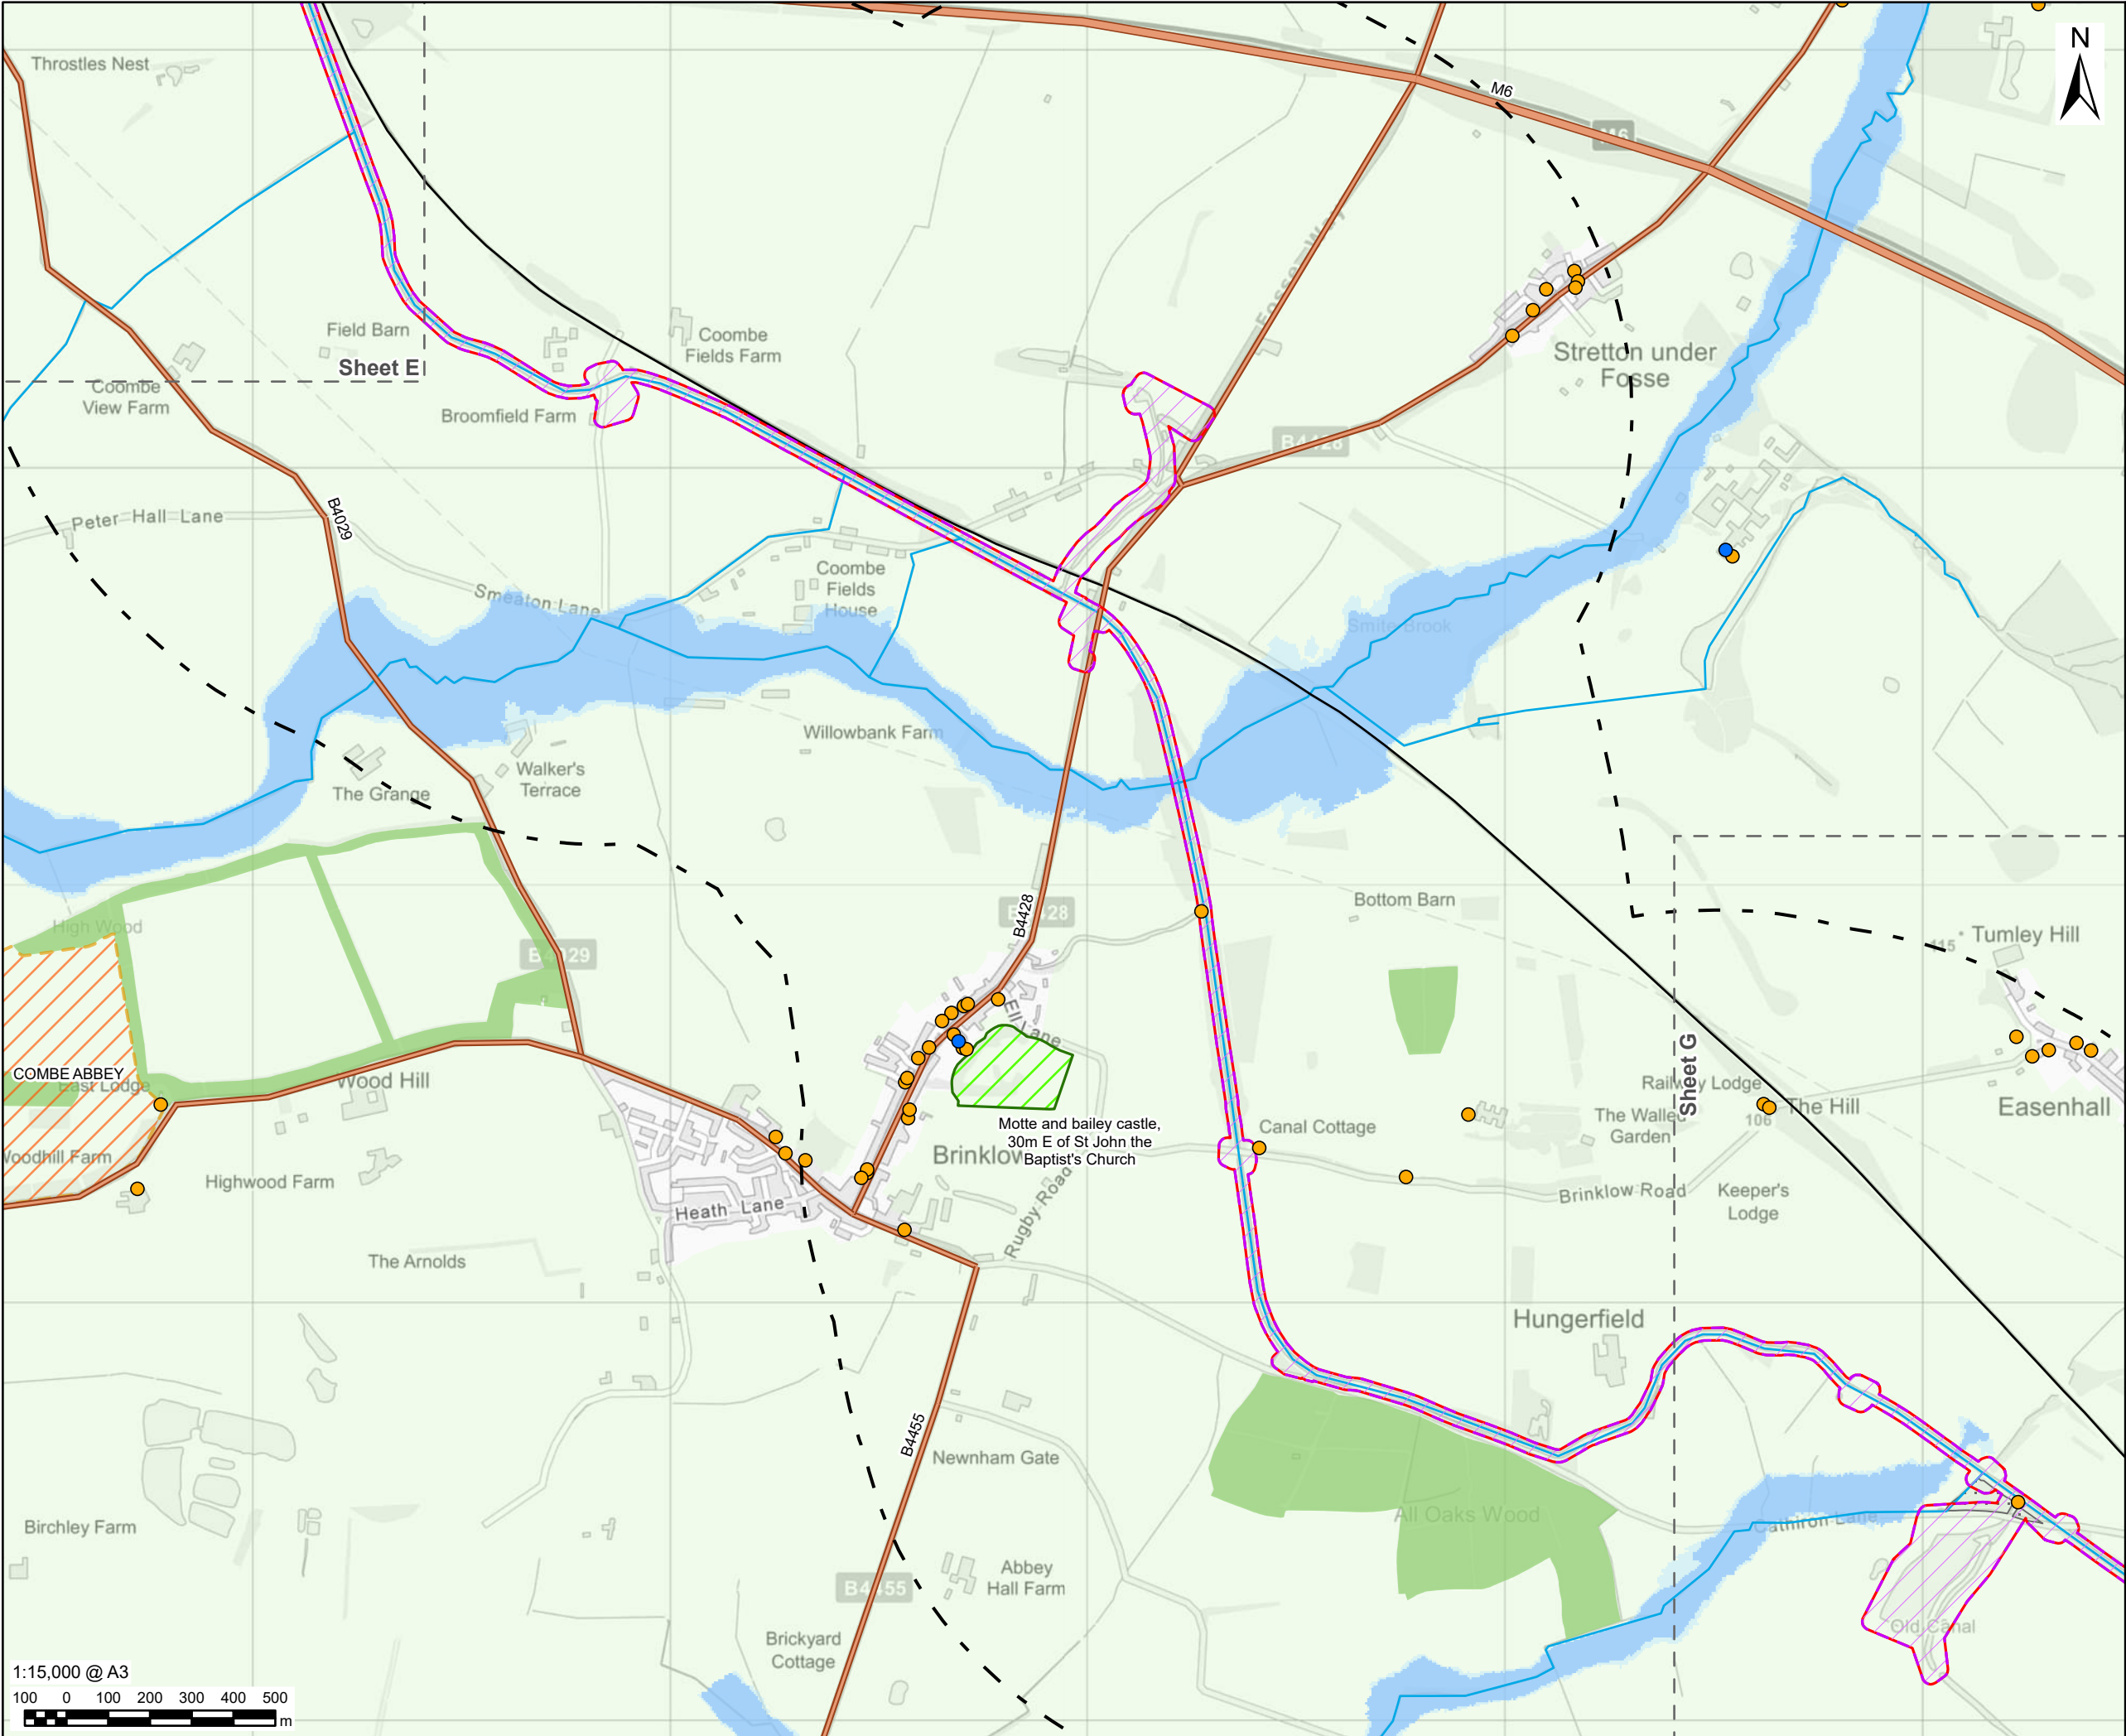 Throstles Nest
N
M6
M6
Fosse Way
Field Barn
Sheet E
Coombe
Fields Farm
Coombe
View Farm
Broomfield Farm
Stretton under
Fosse
B4428
Peter Hall Lane
B4029
Smeaton Lane
Coombe
Fields
House
Smite Brook
Willowbank Farm
Walker's
Terrace
The Grange
High Wood
B4029
B4428
B4428
Bottom Barn
115
Tumley Hill
Ell Lane
COMBE ABBEY
East Lodge
Wood Hill
Sheet G
Railway Lodge
The Walled
Garden
106
The Hill
Easenhall
Motte and bailey castle,
30m E of St John the
Baptist's Church
Brinklow
Canal Cottage
Woodhill Farm
Highwood Farm
Heath Lane
Rugby Road
Brinklow Road
Keeper's
Lodge
The Arnolds
Hungerfield
B4455
Newnham Gate
Birchley Farm
All Oaks Wood
Cathiron Lane
B4455
Abbey
Hall Farm
Old Canal
Brickyard
Cottage
1:15,000 @ A3
100 0 100 200 300 400 500
m